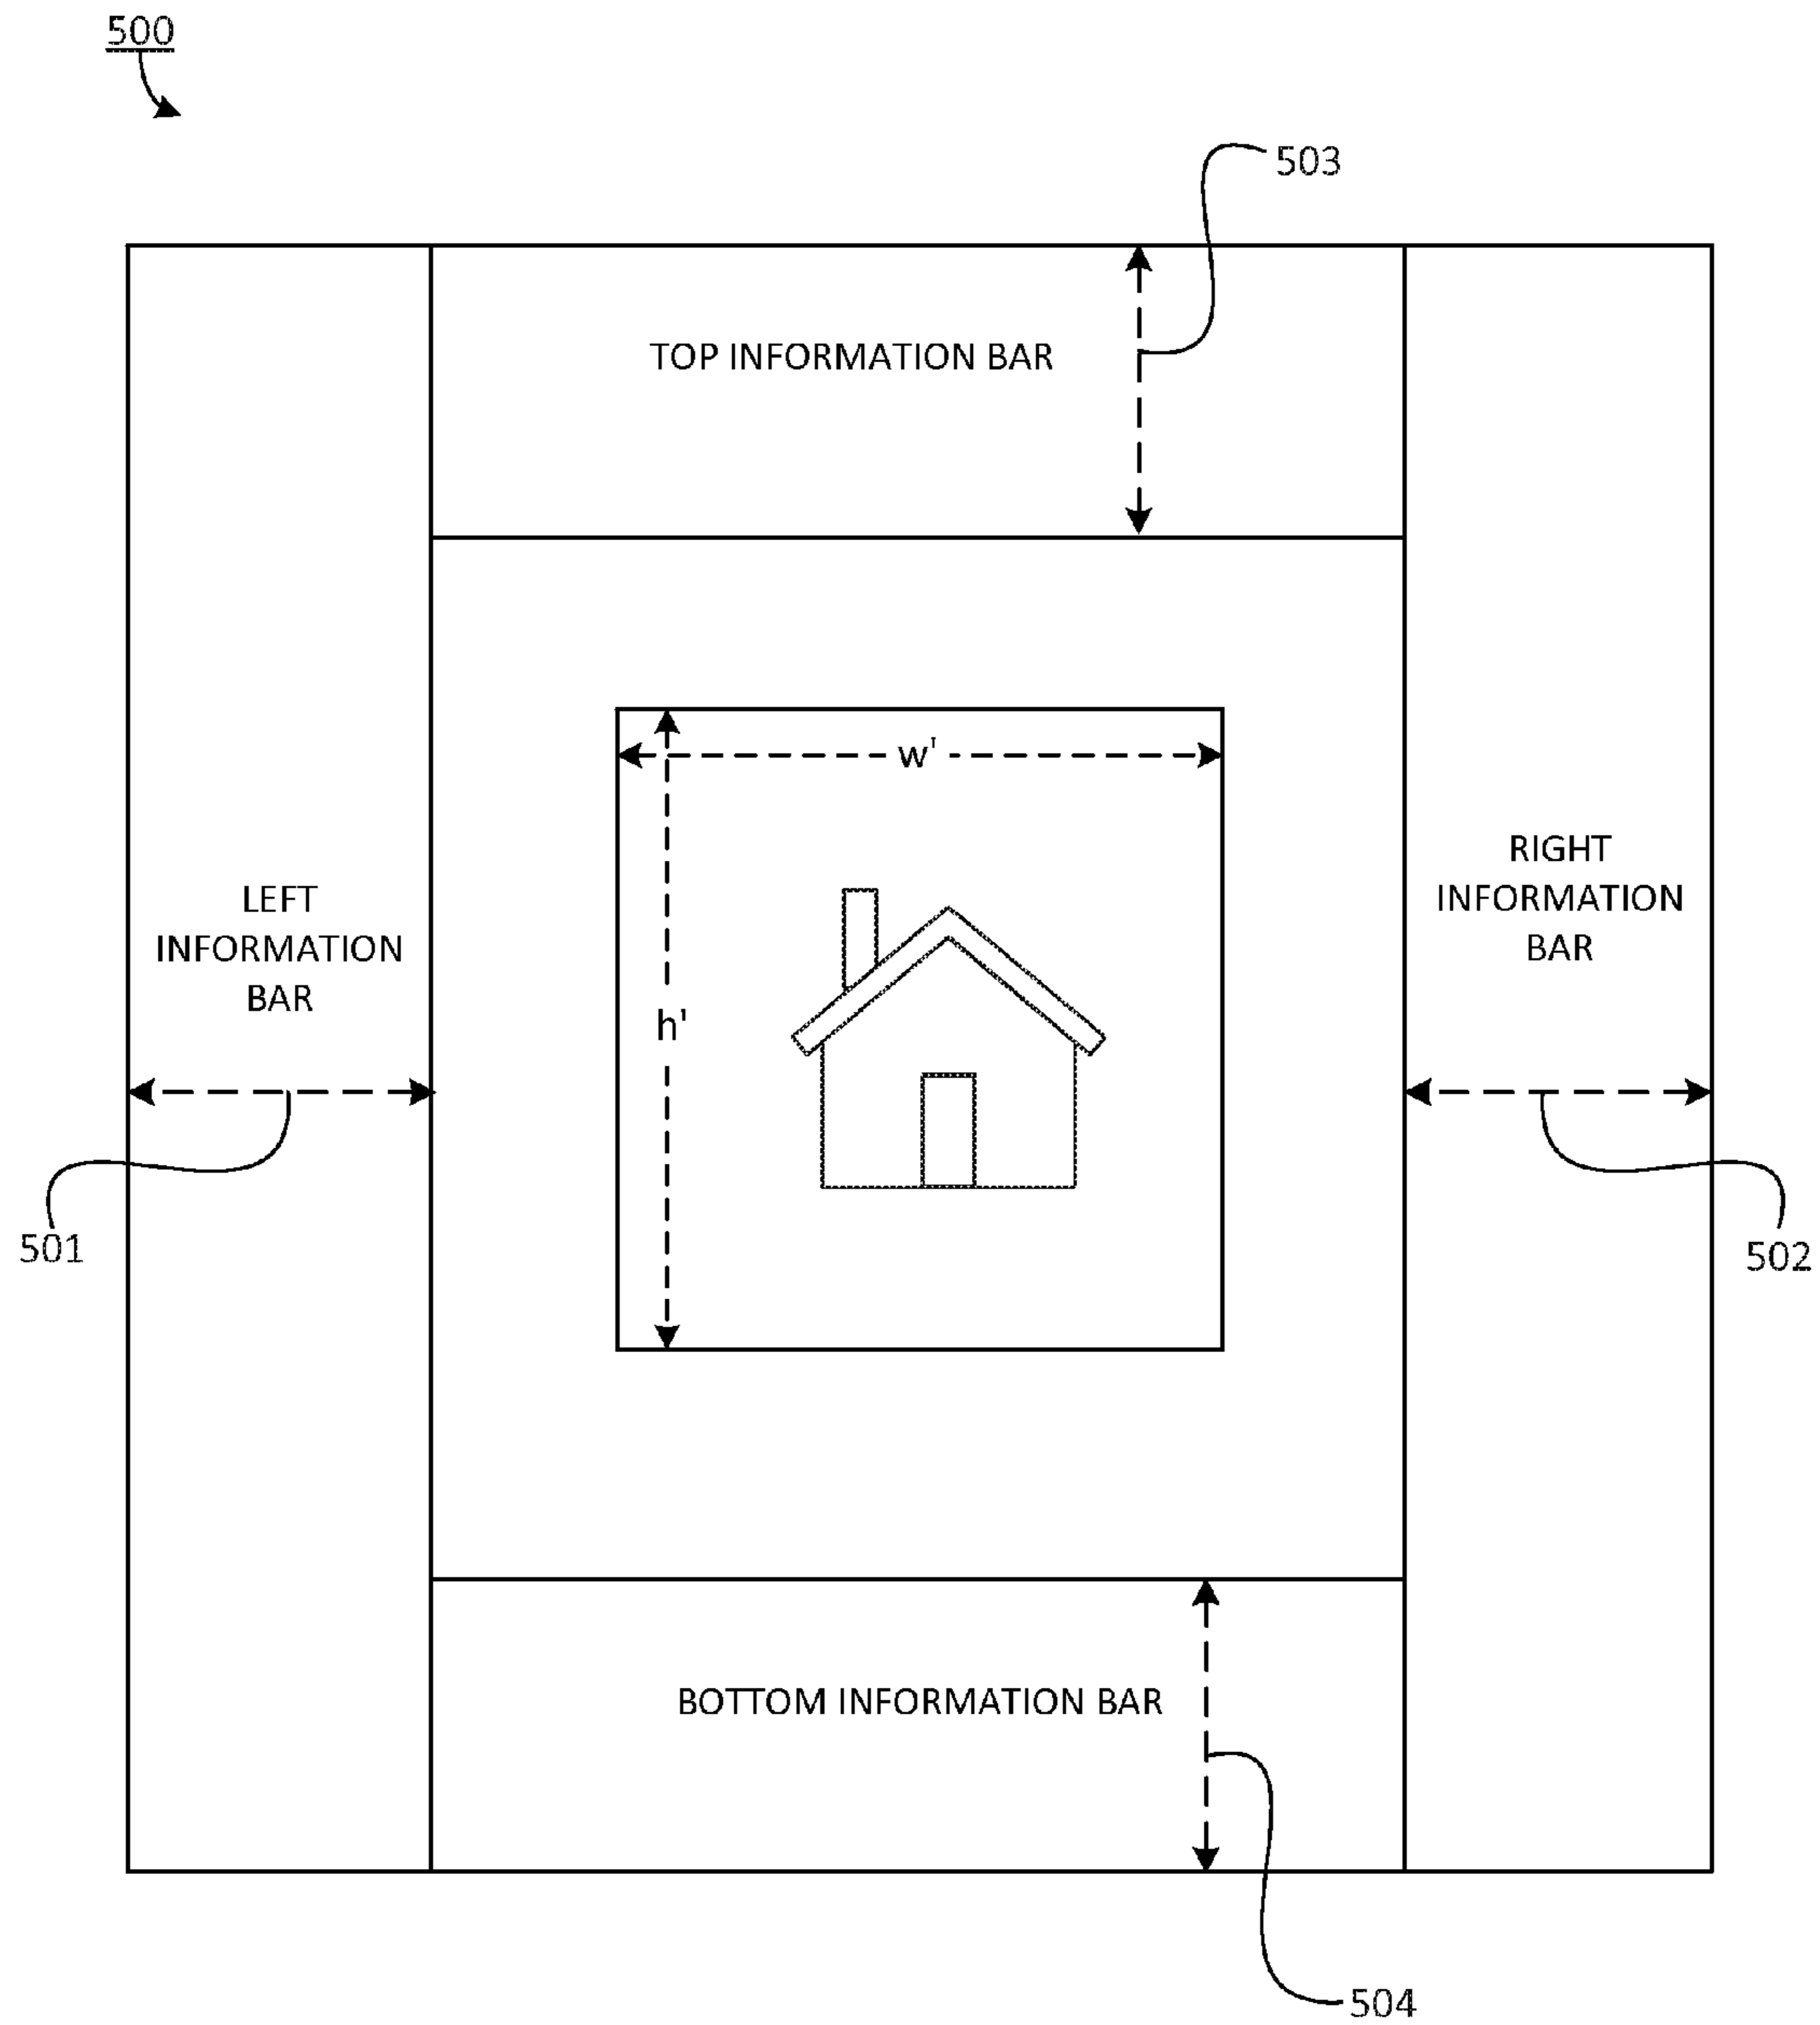 500
503
TOP INFORMATION BAR
w'
RIGHT
INFORMATION
BAR
LEFT
INFORMATION
BAR
h'
501
502
BOTTOM INFORMATION BAR
504